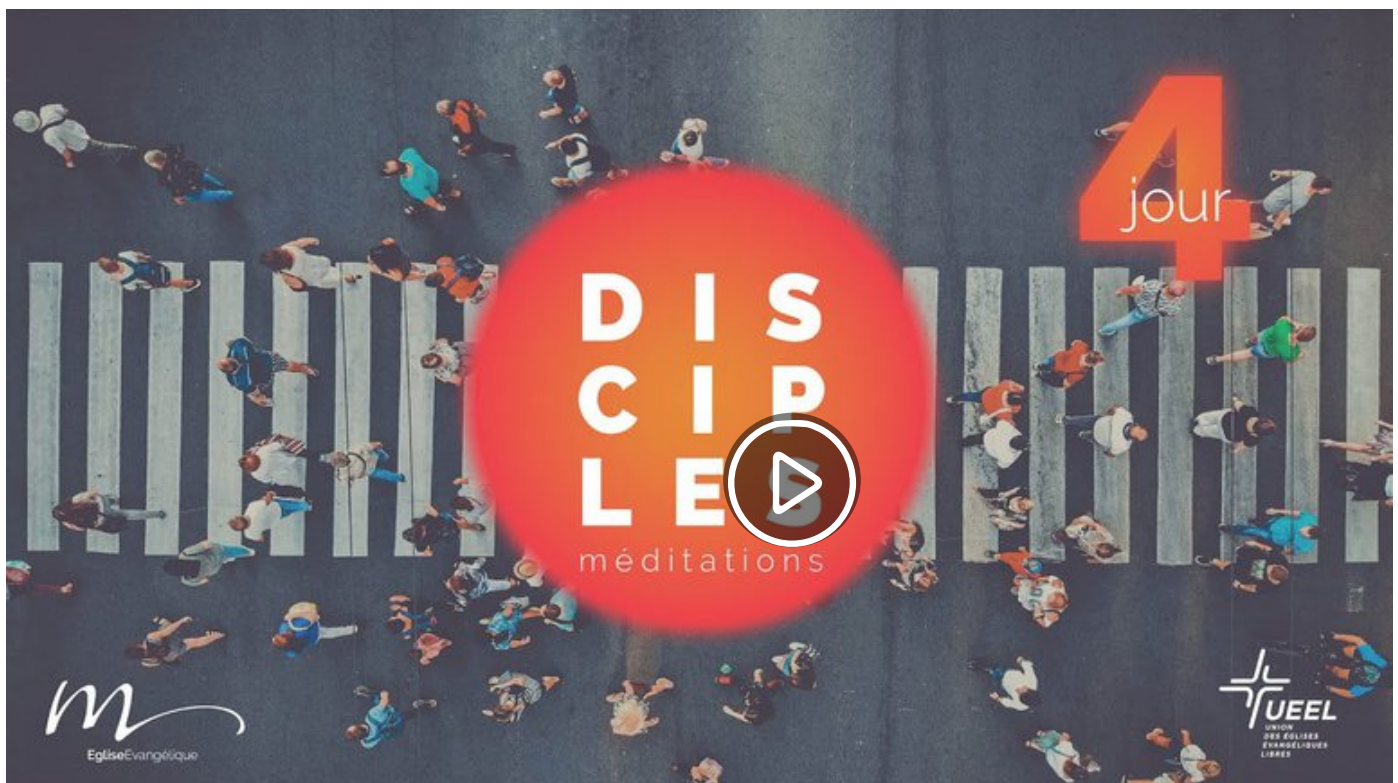 4
jour
DIS
CIP
LES
méditations
EgliseEvangélique
UEEL
UNION
DES ÉGLISES
ÉVANGÉLIQUES
LIBRES